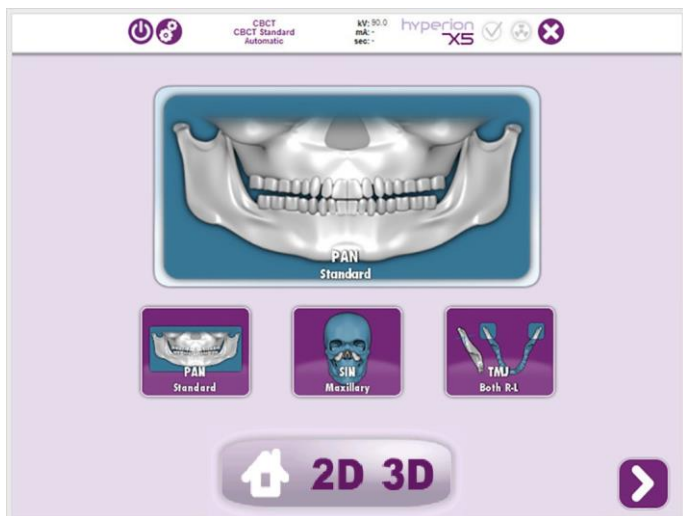 CBCT
CBCT Standard
Automatic
kV: 90.0
mA: -
sec: -
hyperion
X5
PAN
Standard
PAN
Standard
SIN
Maxillary
TMJ
Both R-L
2D 3D